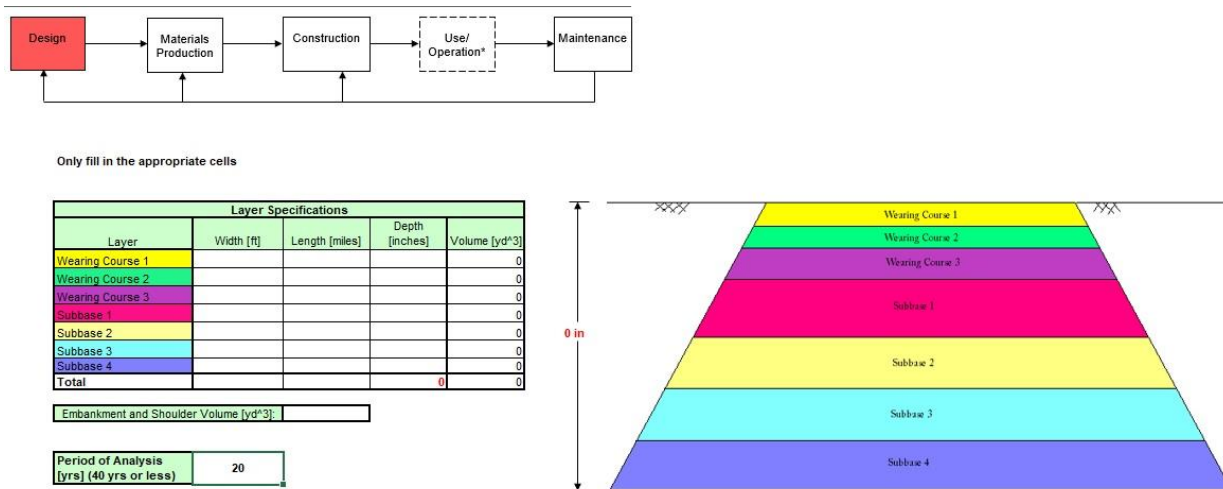 Design
Materials
Production
Construction
Use/
Operation*
Maintenance
Only fill in the appropriate cells
Layer Specifications
Layer Width [ft] Length [miles] Depth [inches] Volume [yd^3]
Wearing Course 1 0
Wearing Course 2 0
Wearing Course 3 0
Subbase 1 0
Subbase 2 0
Subbase 3 0
Subbase 4 0
Total 0 0
Embankment and Shoulder Volume [yd^3]:
Period of Analysis
[yrs] (40 yrs or less)
20
0 in
Wearing Course 1
Wearing Course 2
Wearing Course 3
Subbase 1
Subbase 2
Subbase 3
Subbase 4